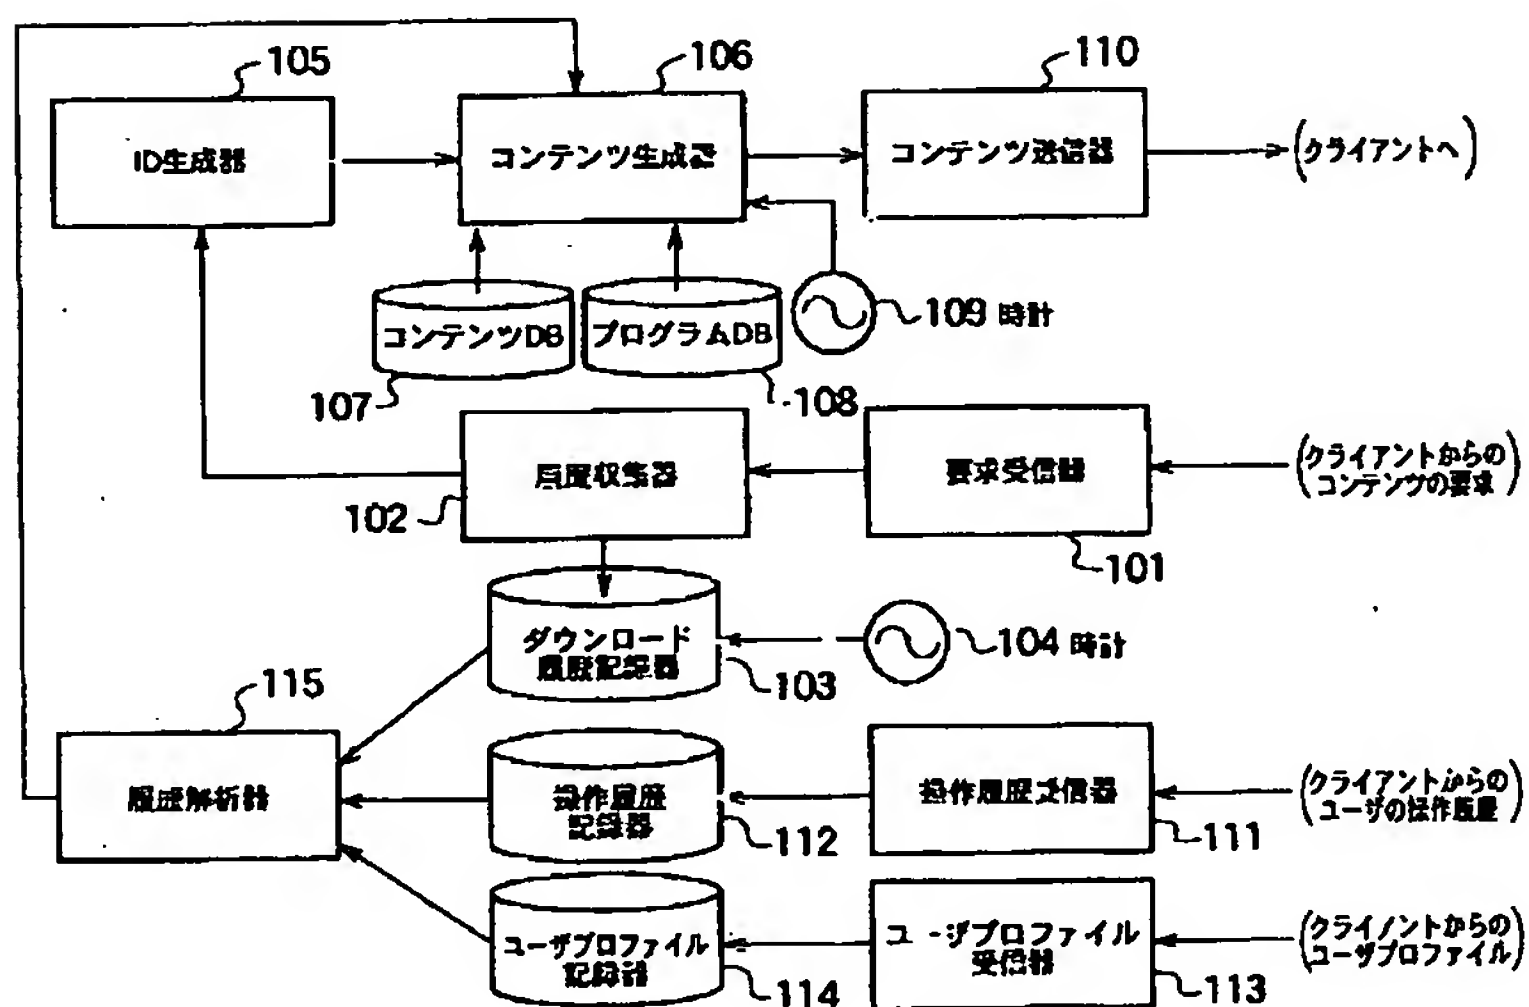 105
106
110
ID生成器
コンテンツ生成器
コンテンツ送信器
(クライアントへ)
コンテンツDB
プログラムDB
109 時計
107
108
履歴収集器
要求受信器
(クライアントからの
コンテンツの要求)
102
101
ダウンロード
履歴記録器
104 時計
103
115
履歴解析器
操作履歴
記録器
操作履歴受信器
(クライアントからの
ユーザの操作履歴)
112
111
ユーザプロファイル
記録器
ユーザプロファイル
受信器
(クライアントからの
ユーザプロファイル)
114
113